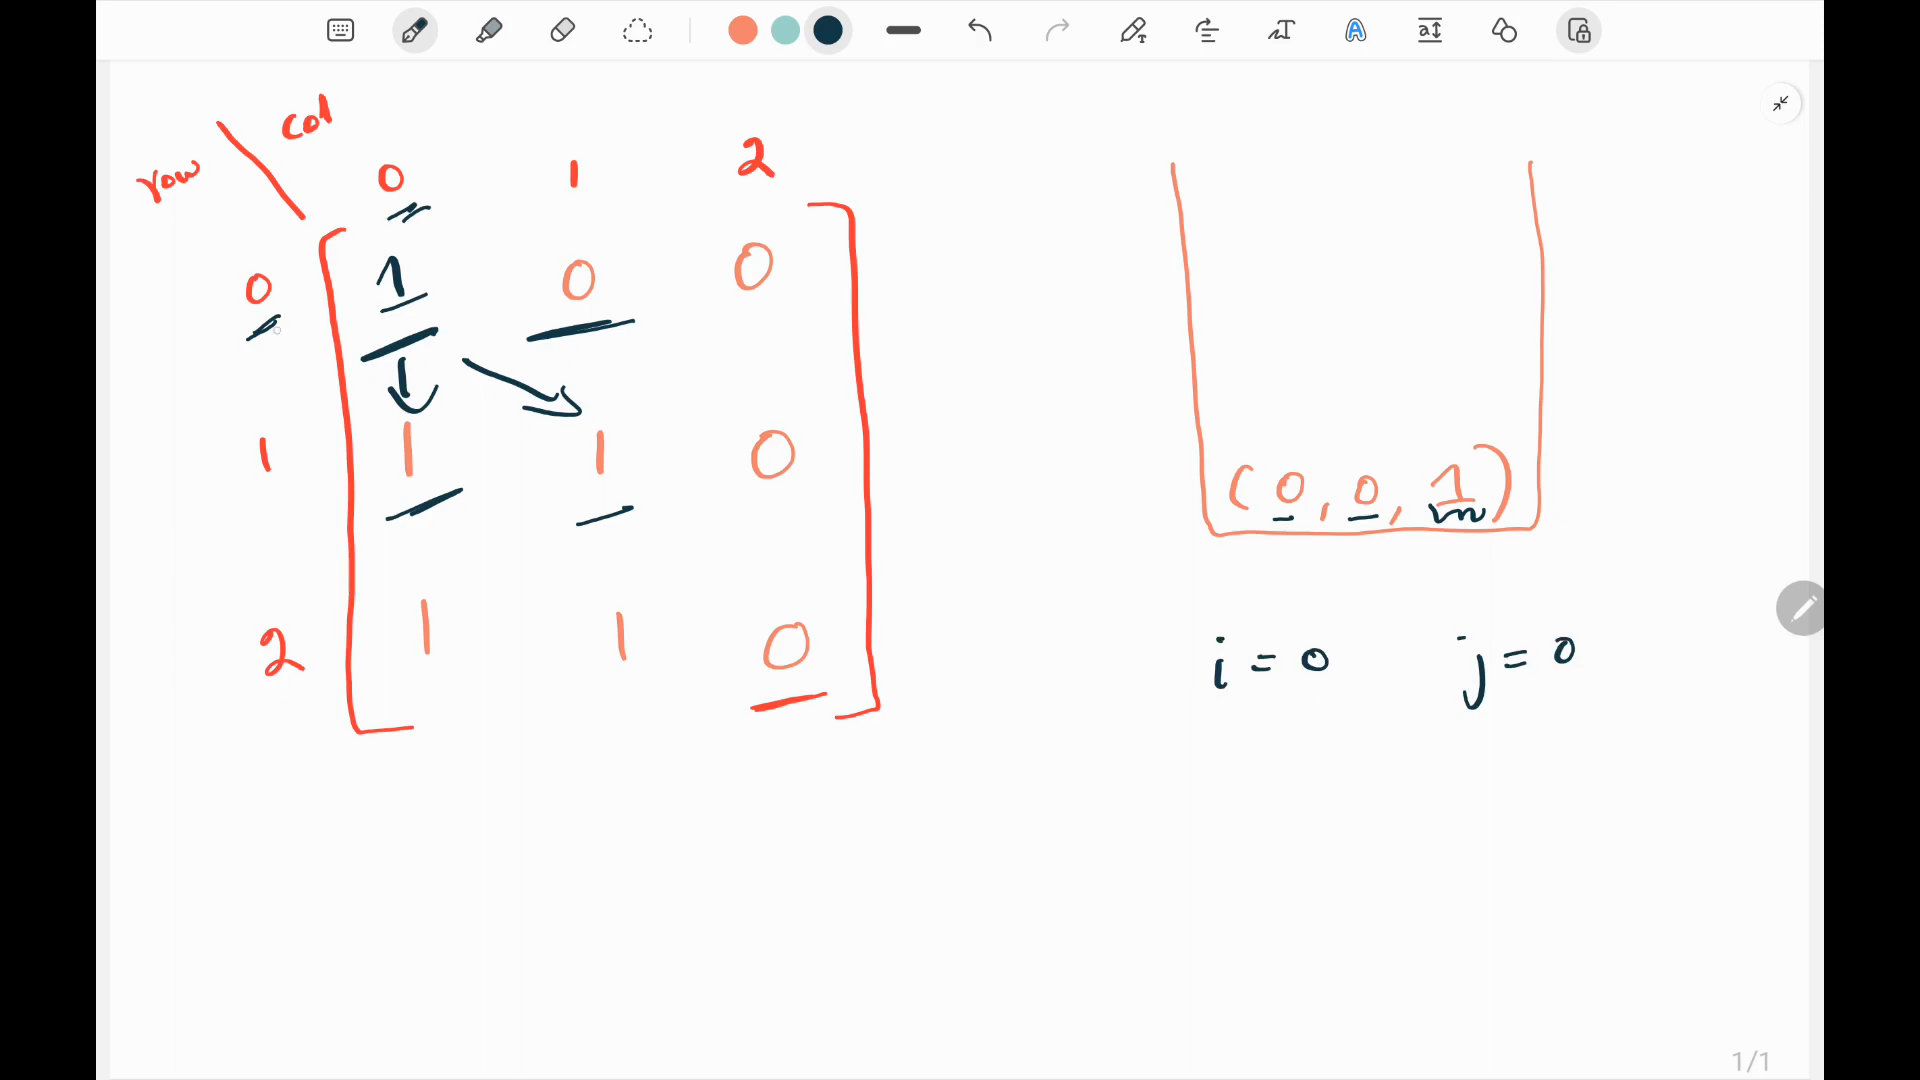 col
row
0 1 2
0 1 0 0
1 1 1 0
2 1 1 0
(0, 0, 1)
i = 0 j = 0
1/1